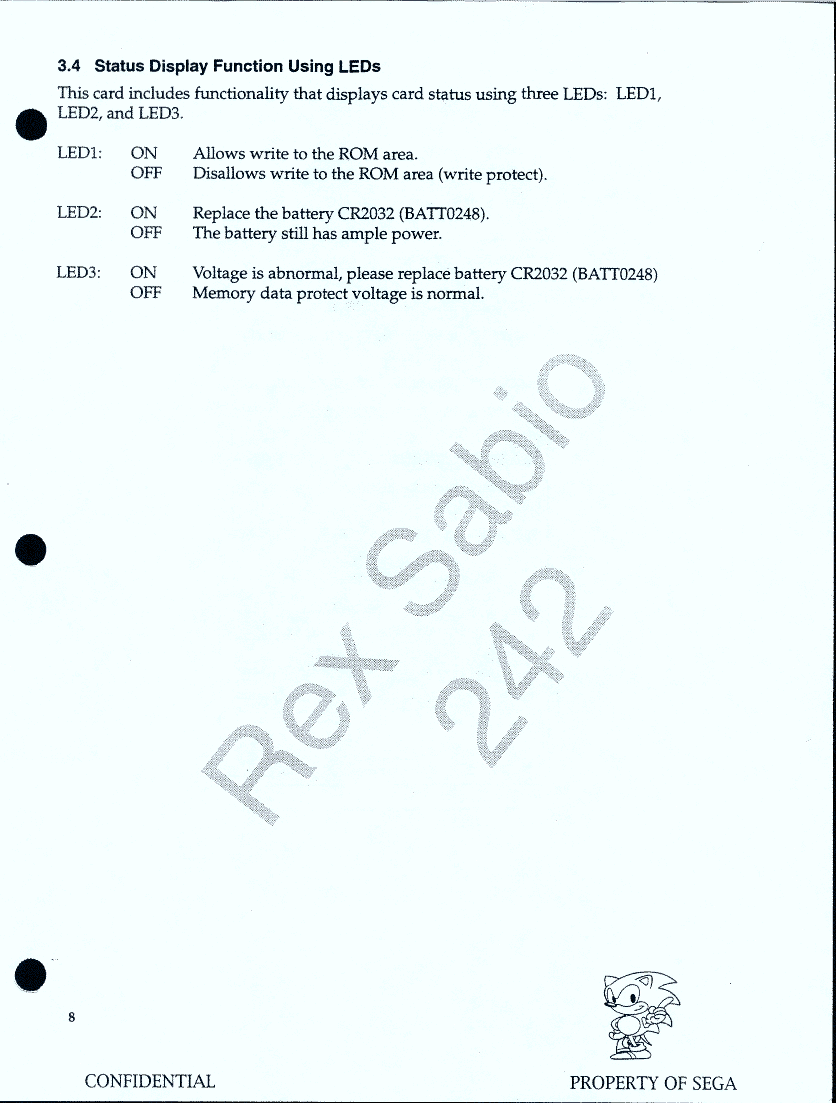 3.4 Status Display Function Using LEDs
This card includes functionality that displays card status using three LEDs: LED1,
LED2, and LED3.
LED1: ON Allows write to the ROM area.
OFF Disallows write to the ROM area (write protect).
LED2: ON Replace the battery CR2032 (BATT0248).
OFF The battery still has ample power.
LED3: ON Voltage is abnormal, please replace battery CR2032 (BATT0248)
OFF Memory data protect voltage is normal.
Rex Sabio
242
8
CONFIDENTIAL PROPERTY OF SEGA